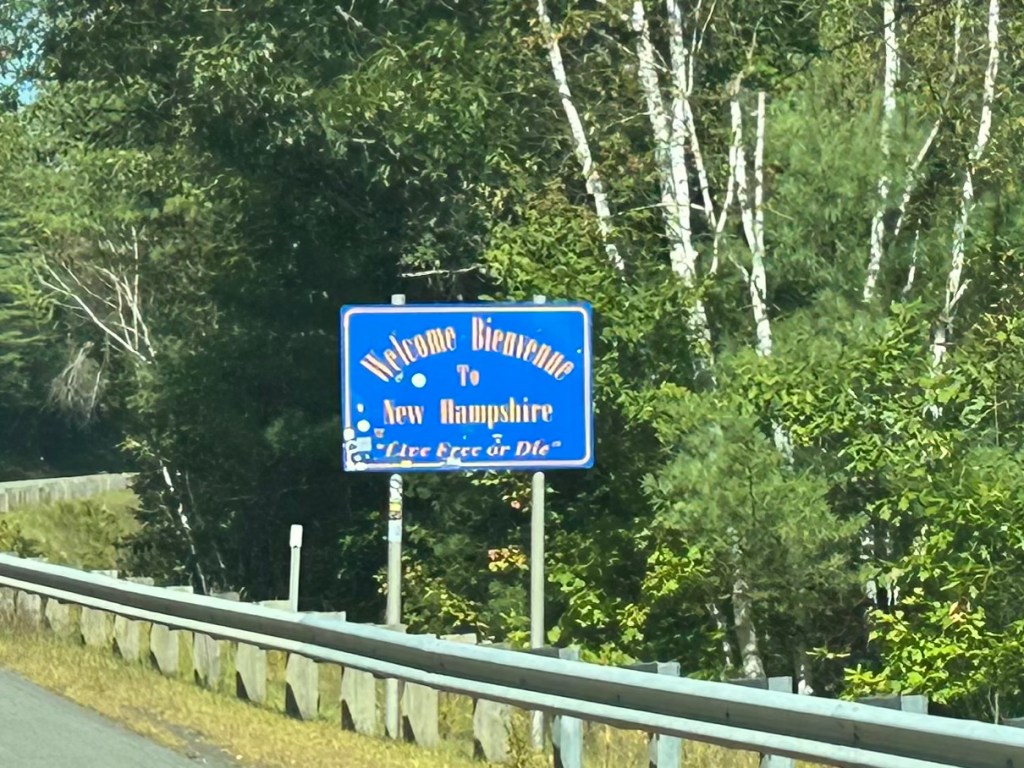 Welcome Bienvenue
To
New Hampshire
"Live Free or Die"